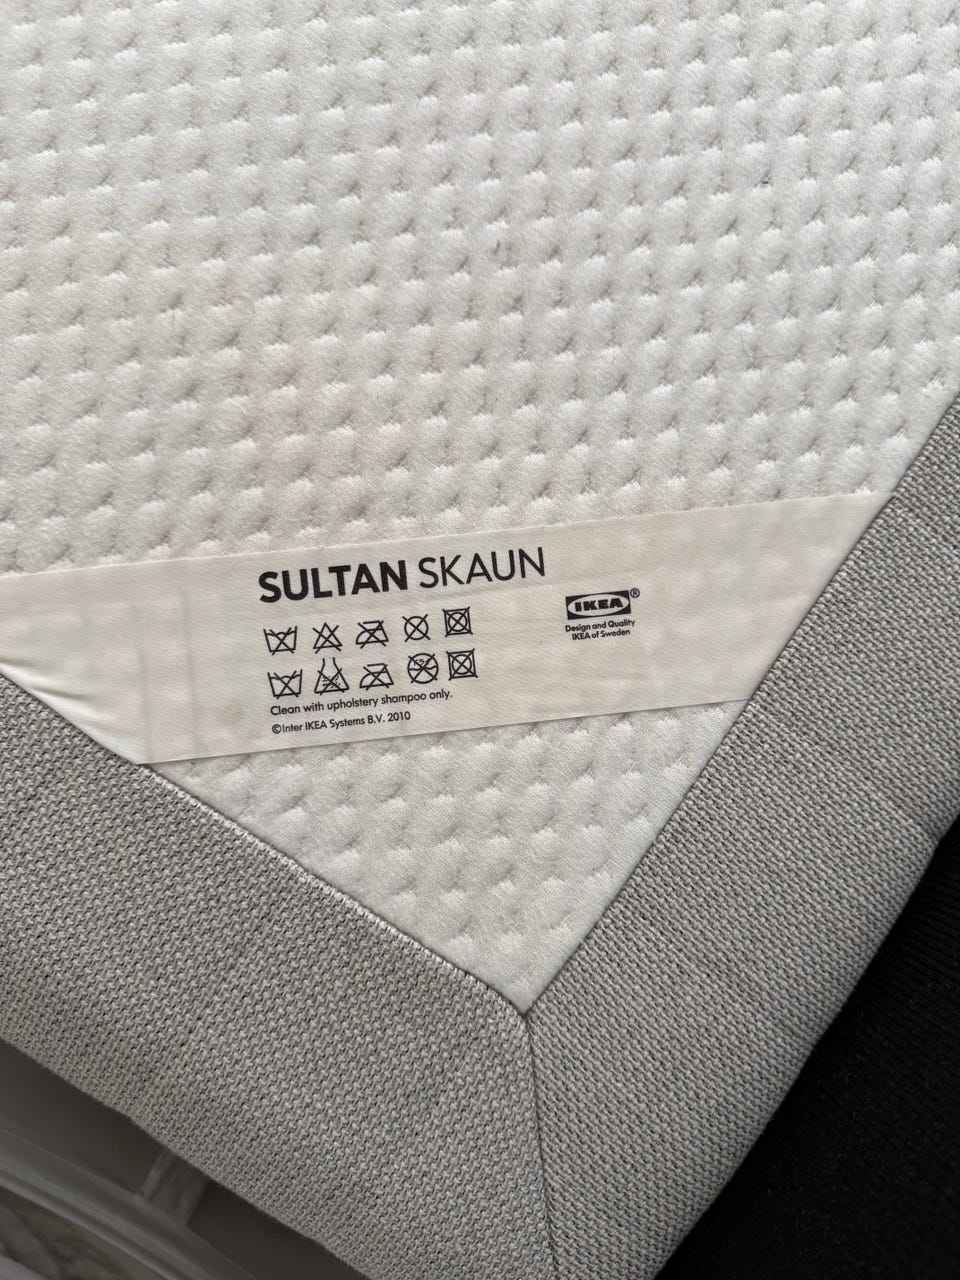 SULTAN SKAUN
IKEA®
Design and Quality
IKEA of Sweden
Clean with upholstery shampoo only.
©Inter IKEA Systems B.V. 2010